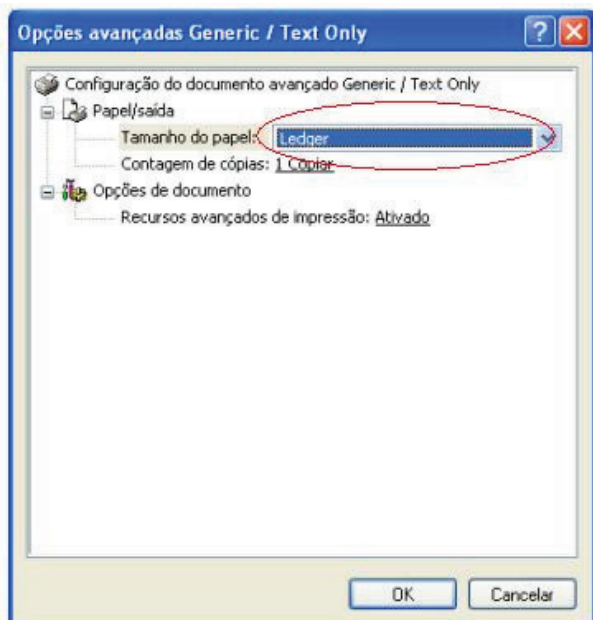 Opções avançadas Generic / Text Only
Configuração do documento avançado Generic / Text Only
Papel/saída
Tamanho do papel: Ledger
Contagem de cópias: 1 Copiar
Opções de documento
Recursos avançados de impressão: Ativado
OK Cancelar